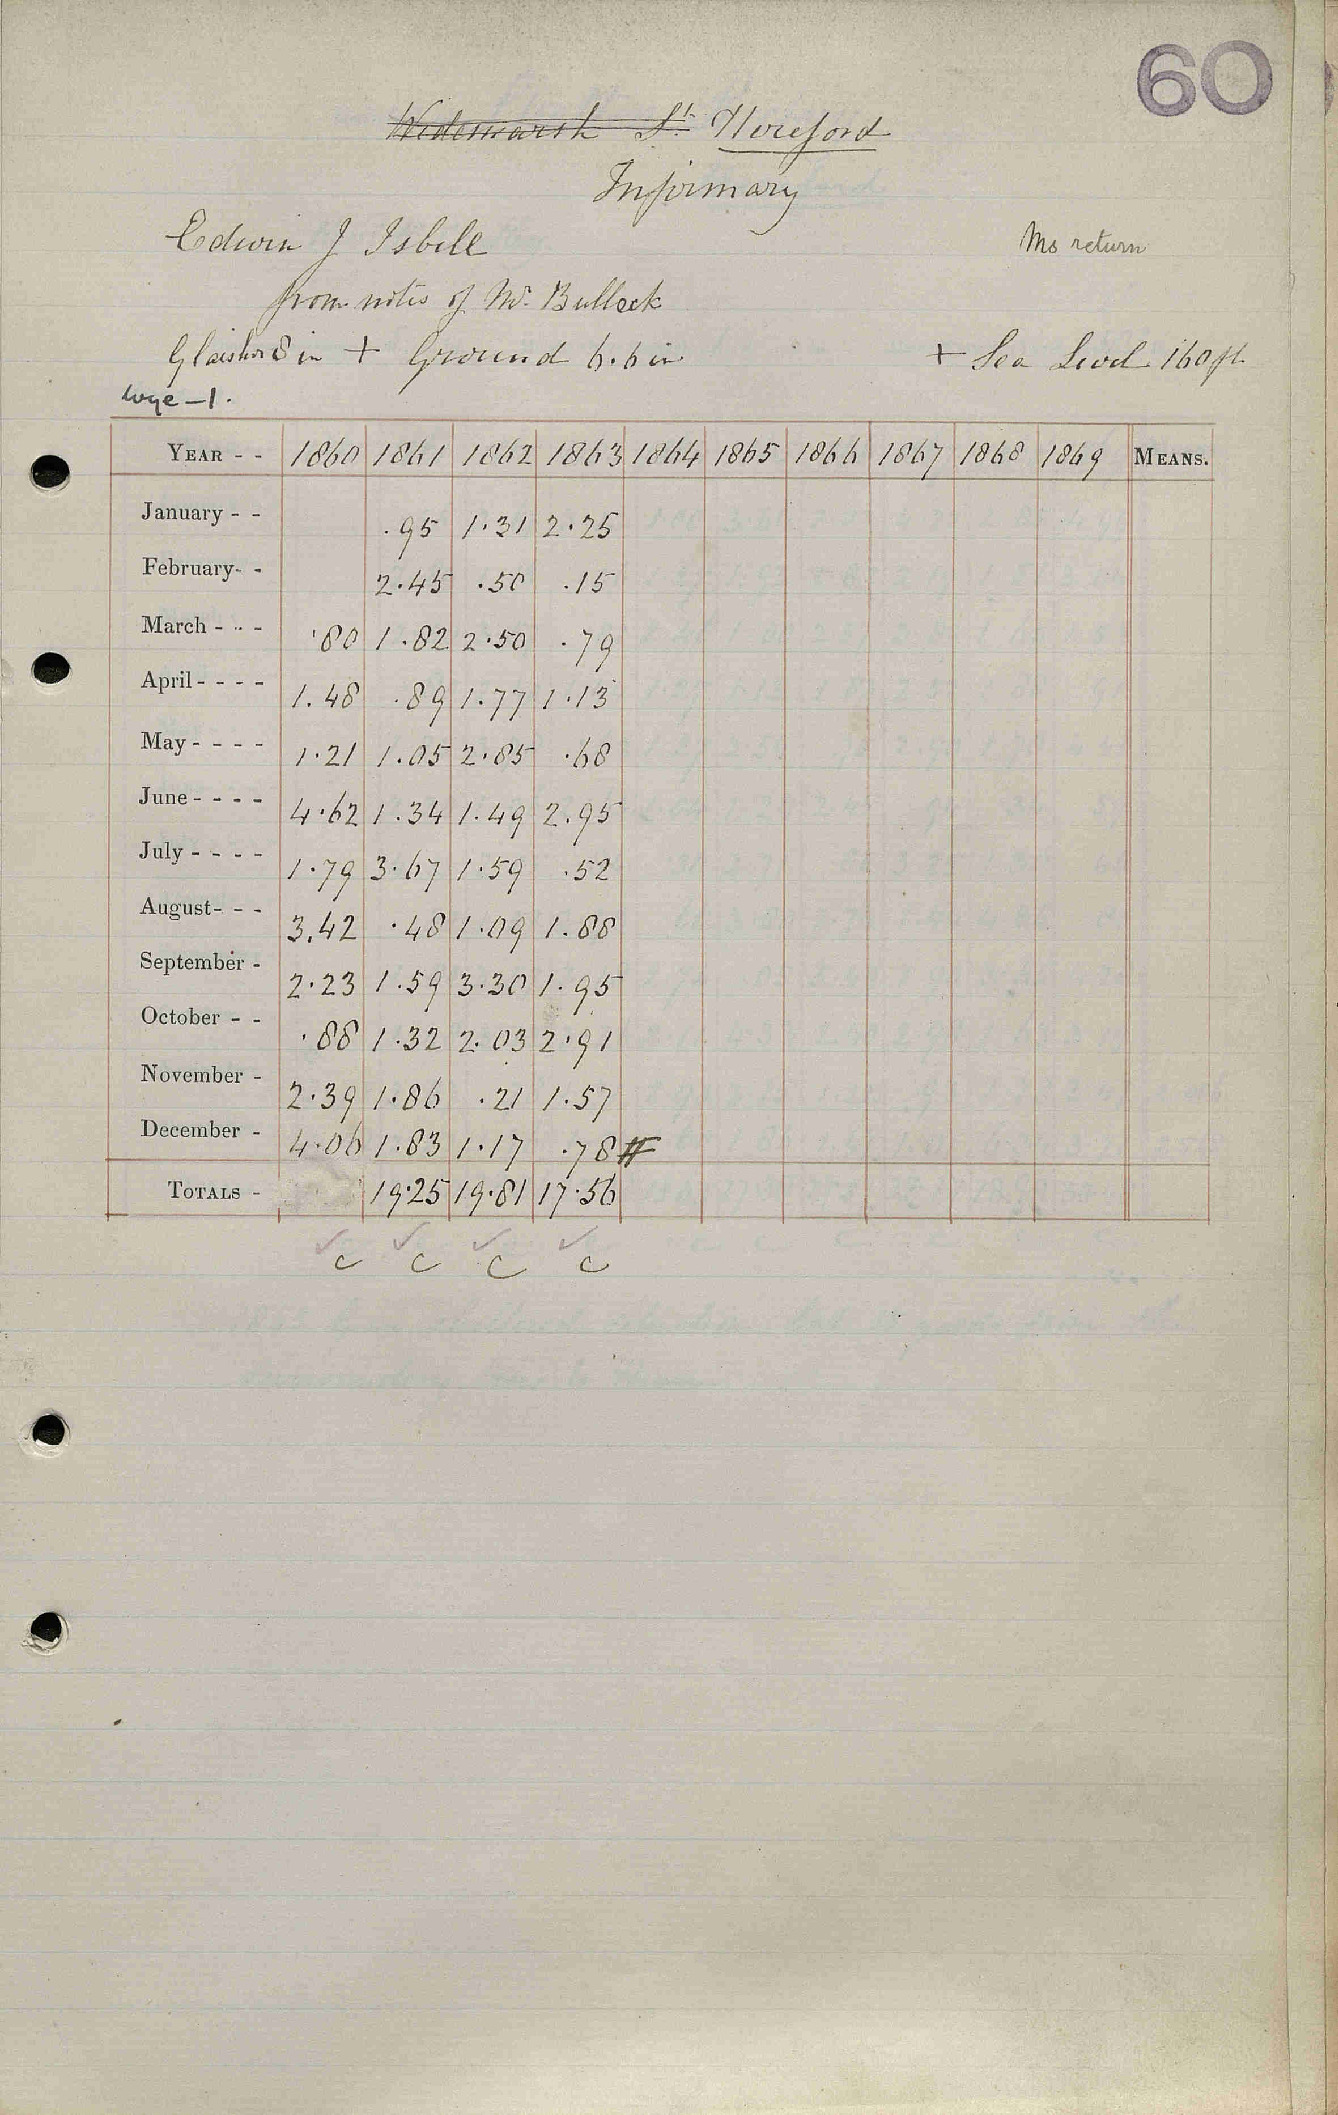 60
Widemarsh St. Hereford
Infirmary
Edwin J Isbell
Ms return
from notes of Mr. Bullock
Glaisher 8 in + Ground 6.6 in + Sea Level 160 ft
Wye - 1.
YEAR - - 1860 1861 1862 1863 1864 1865 1866 1867 1868 1869 MEANS.
January - - .95 1.31 2.25
February - - 2.45 .50 .15
March - - - .80 1.82 2.50 .79
April - - - - 1.48 .89 1.77 1.13
May - - - - 1.21 1.05 2.85 .68
June - - - - 4.62 1.34 1.49 2.95
July - - - - 1.79 3.67 1.59 .52
August - - - 3.42 .48 1.09 1.88
September - 2.23 1.59 3.30 1.95
October - - .88 1.32 2.03 2.91
November - 2.39 1.86 .21 1.57
December - 4.06 1.83 1.17 .78 #
TOTALS - 19.25 19.81 17.56
✓ ✓ ✓ ✓
C C C C